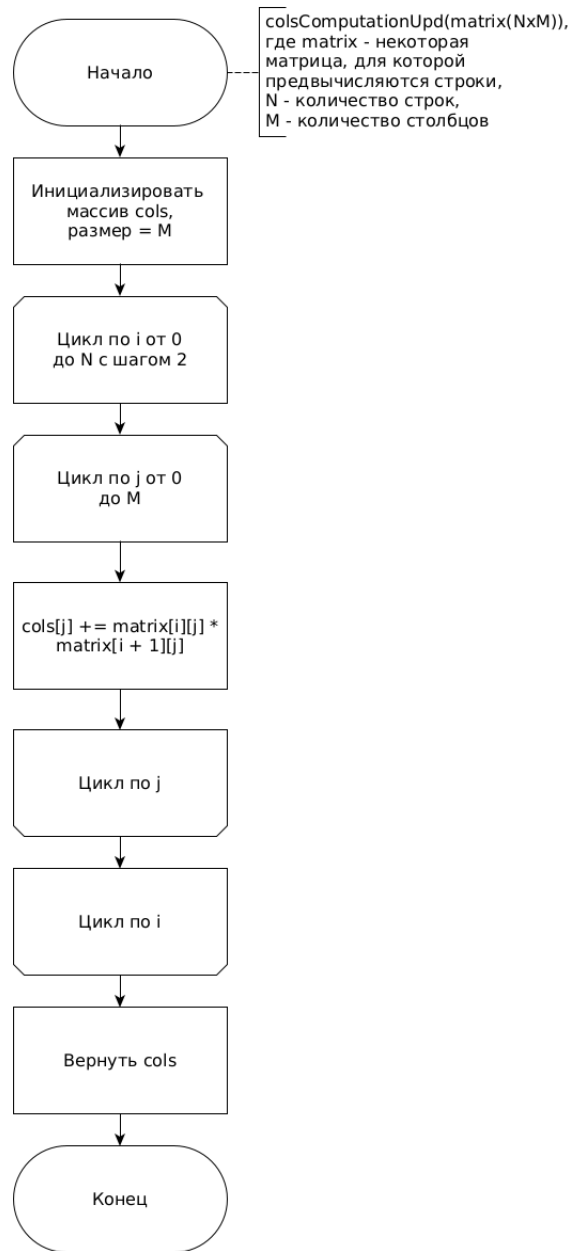 Начало
colsComputationUpd(matrix(NxM)),
где matrix - некоторая
матрица, для которой
предвычисляются строки,
N - количество строк,
M - количество столбцов
Инициализировать
массив cols,
размер = M
Цикл по i от 0
до N с шагом 2
Цикл по j от 0
до M
cols[j] += matrix[i][j] *
matrix[i + 1][j]
Цикл по j
Цикл по i
Вернуть cols
Конец